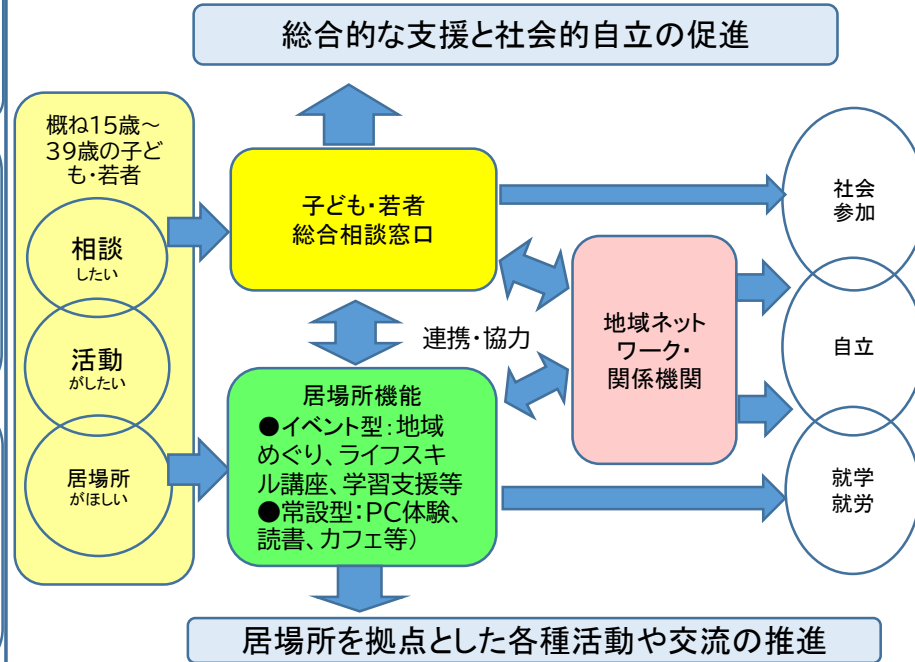 総合的な支援と社会的自立の促進
概ね15歳～
39歳の子ど
も・若者
相談
したい
活動
がしたい
居場所
がほしい
子ども・若者
総合相談窓口
連携・協力
居場所機能
●イベント型：地域
めぐり、ライフスキ
ル講座、学習支援等
●常設型：PC体験、
読書、カフェ等）
地域ネット
ワーク・
関係機関
社会
参加
自立
就学
就労
居場所を拠点とした各種活動や交流の推進